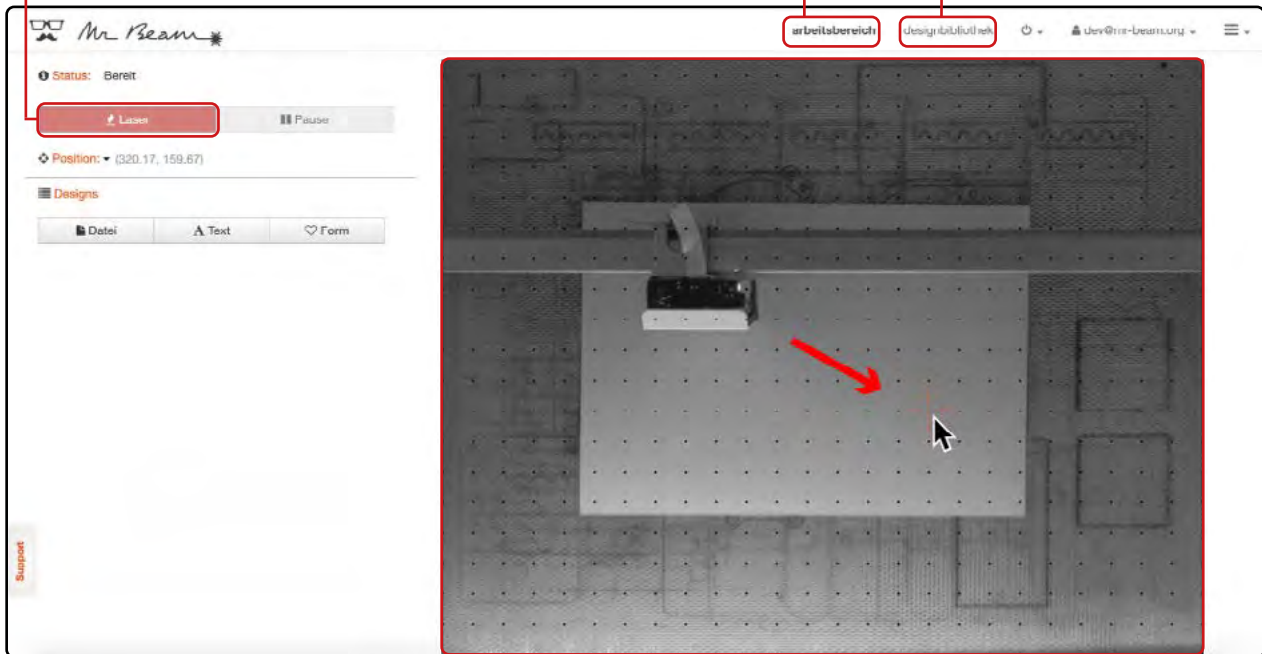 Mr Beam
arbeitsbereich designbibliothek dev@mr-beam.org
Status: Bereit
Laser Pause
Position: (320.17, 159.67)
Designs
Datei A Text Form
Support